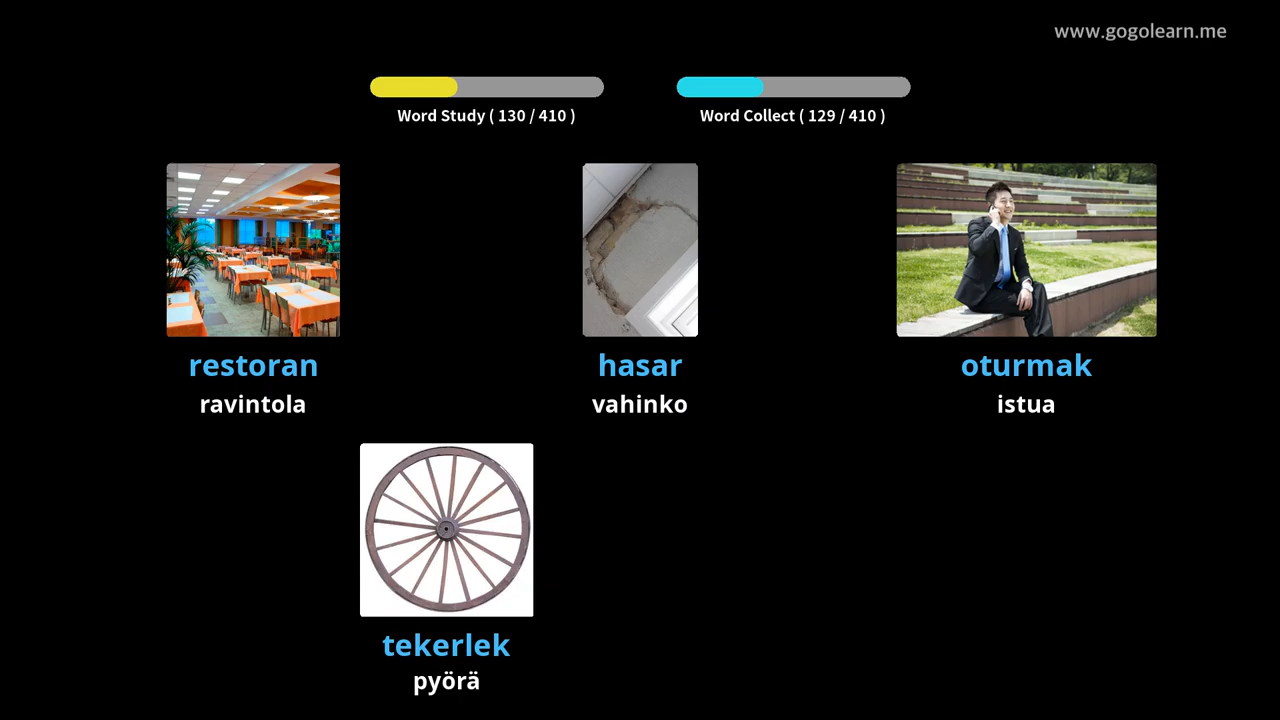 www.gogolearn.me
Word Study ( 130 / 410 )
Word Collect ( 129 / 410 )
restoran
ravintola
hasar
vahinko
oturmak
istua
tekerlek
pyörä